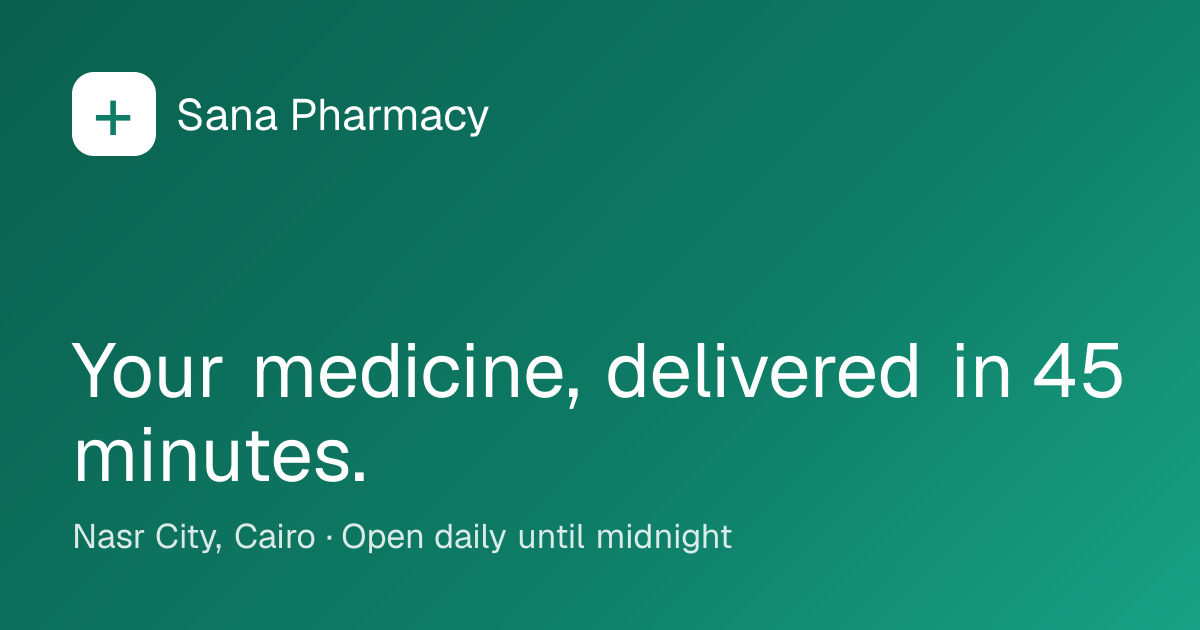 + Sana Pharmacy
Your medicine, delivered in 45
minutes.
Nasr City, Cairo · Open daily until midnight